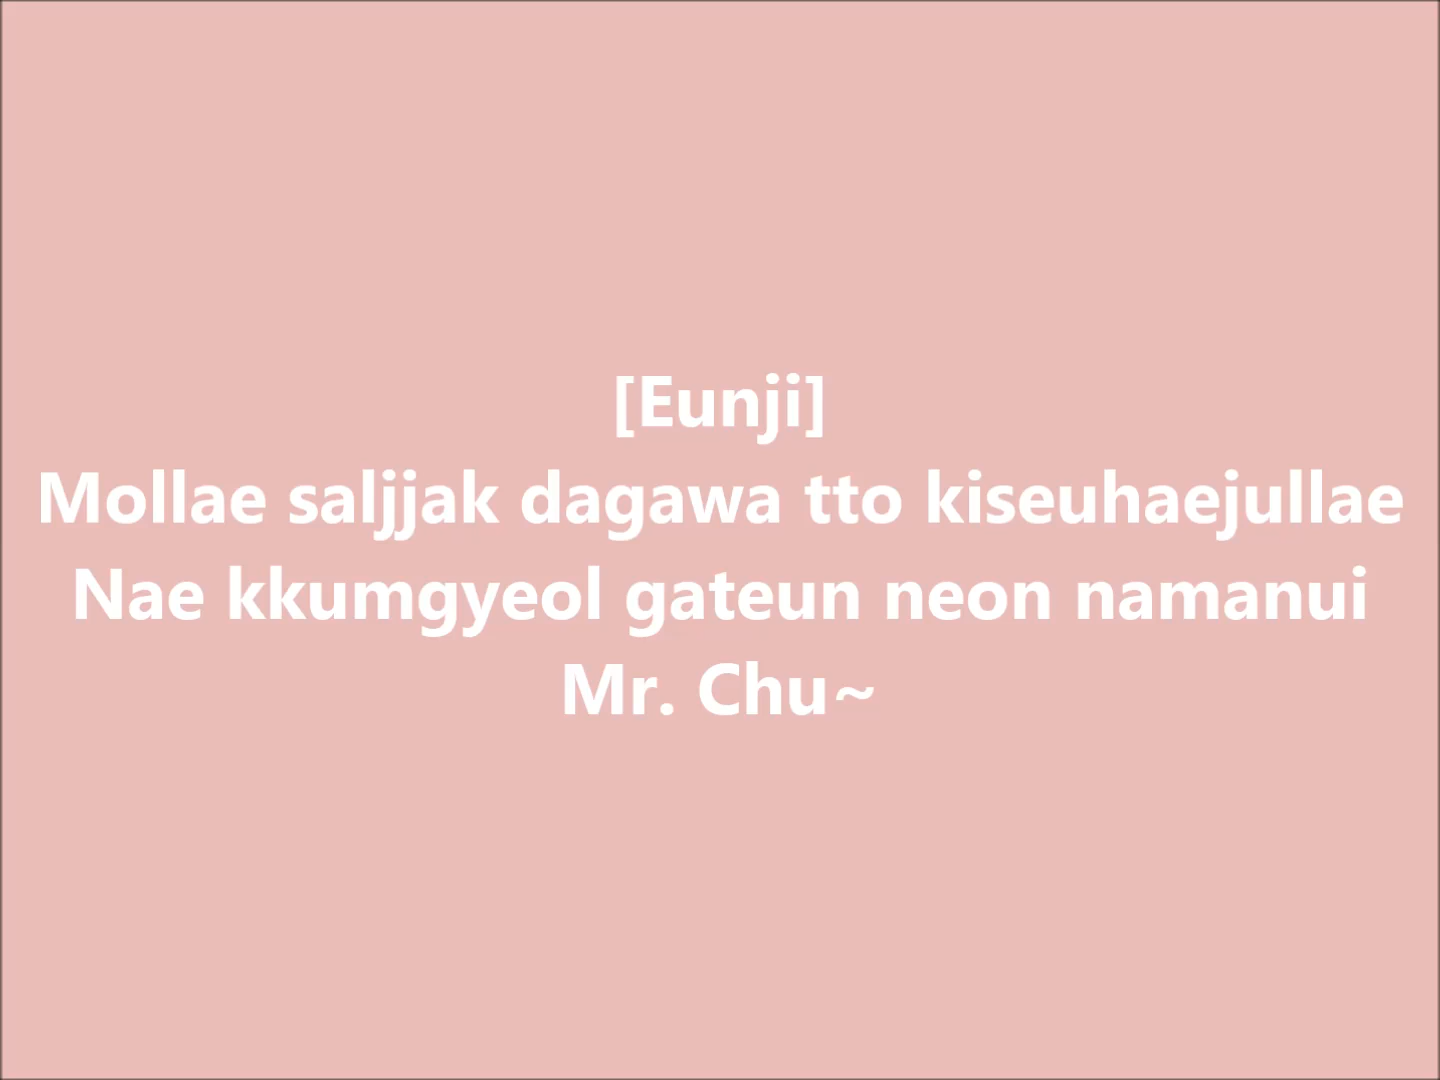 [Eunji]
Mollae saljjak dagawa tto kiseuhaejullae
Nae kkumgyeol gateun neon namanui
Mr. Chu~